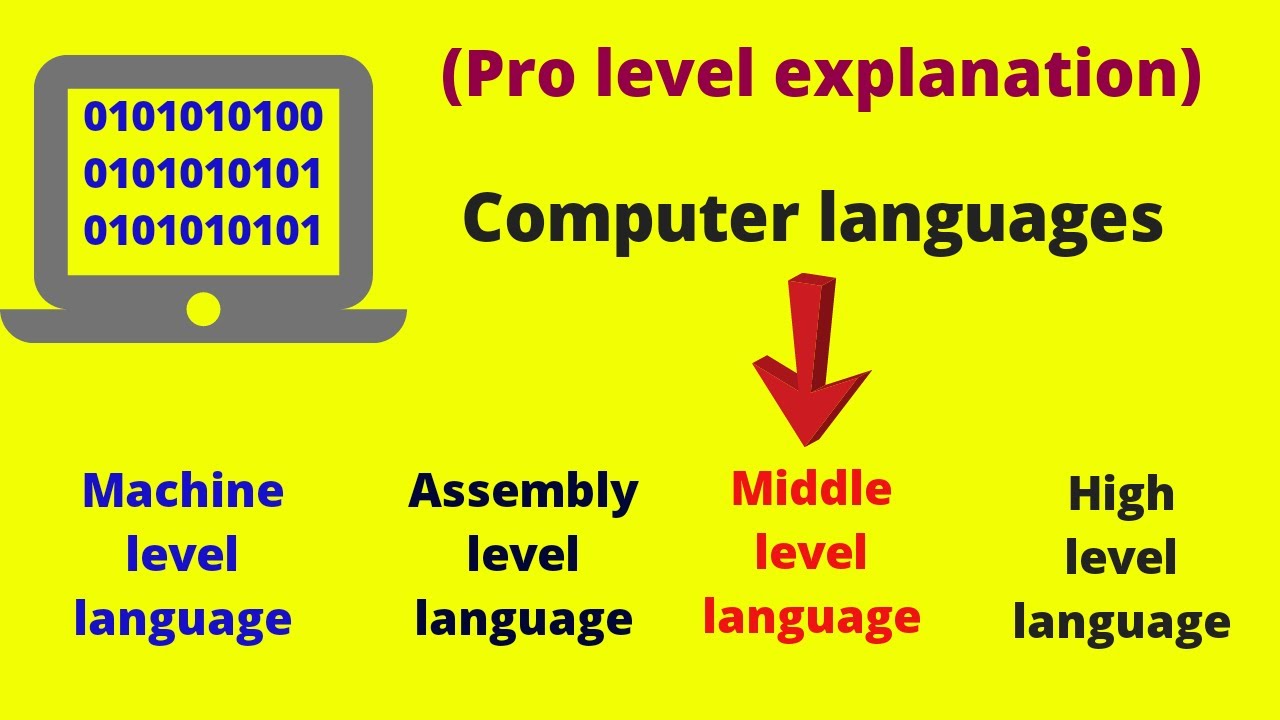 0101010100
0101010101
0101010101
(Pro level explanation)
Computer languages
Machine
level
language
Assembly
level
language
Middle
level
language
High
level
language